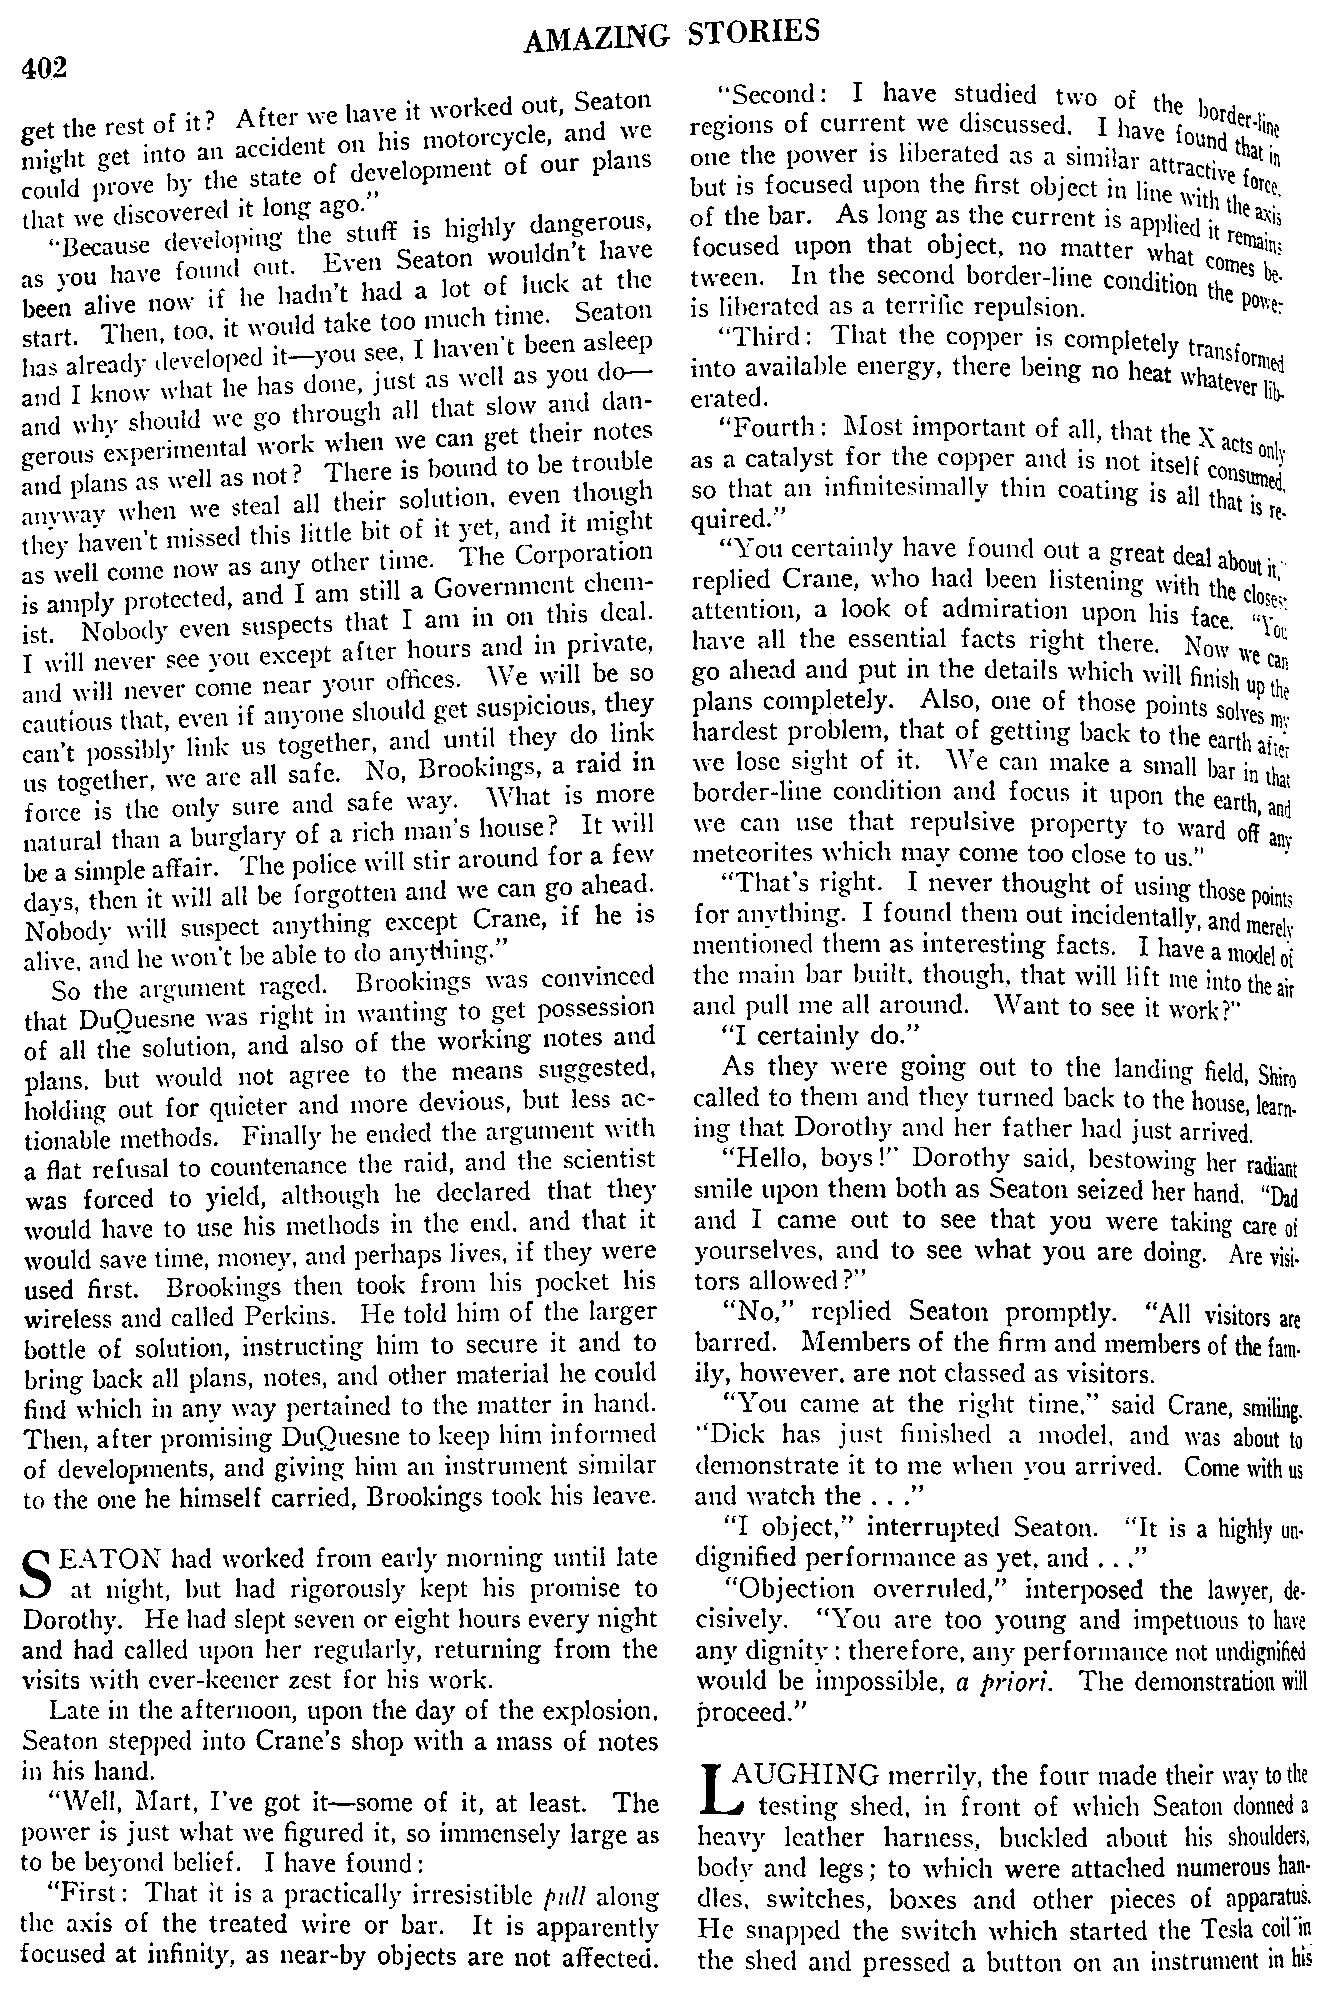 AMAZING STORIES
402
get the rest of it? After we have it worked out, Seaton
might get into an accident on his motorcycle, and we
could prove by the state of development of our plans
that we discovered it long ago.”
“Because developing the stuff is highly dangerous,
as you have found out. Even Seaton wouldn’t have
been alive now if he hadn’t had a lot of luck at the
start. Then, too, it would take too much time. Seaton
has already developed it—you see, I haven’t been asleep
and I know what he has done, just as well as you do—
and why should we go through all that slow and dan-
gerous experimental work when we can get their notes
and plans as well as not? There is bound to be trouble
anyway when we steal all their solution, even though
they haven’t missed this little bit of it yet, and it might
as well come now as any other time. The Corporation
is amply protected, and I am still a Government chem-
ist. Nobody even suspects that I am in on this deal.
I will never see you except after hours and in private,
and will never come near your offices. We will be so
cautious that, even if anyone should get suspicious, they
can’t possibly link us together, and until they do link
us together, we are all safe. No, Brookings, a raid in
force is the only sure and safe way. What is more
natural than a burglary of a rich man’s house? It will
be a simple affair. The police will stir around for a few
days, then it will all be forgotten and we can go ahead.
Nobody will suspect anything except Crane, if he is
alive, and he won’t be able to do anything.”
So the argument raged. Brookings was convinced
that DuQuesne was right in wanting to get possession
of all the solution, and also of the working notes and
plans, but would not agree to the means suggested,
holding out for quieter and more devious, but less ac-
tionable methods. Finally he ended the argument with
a flat refusal to countenance the raid, and the scientist
was forced to yield, although he declared that they
would have to use his methods in the end, and that it
would save time, money, and perhaps lives, if they were
used first. Brookings then took from his pocket his
wireless and called Perkins. He told him of the larger
bottle of solution, instructing him to secure it and to
bring back all plans, notes, and other material he could
find which in any way pertained to the matter in hand.
Then, after promising DuQuesne to keep him informed
of developments, and giving him an instrument similar
to the one he himself carried, Brookings took his leave.
SEATON had worked from early morning until late
at night, but had rigorously kept his promise to
Dorothy. He had slept seven or eight hours every night
and had called upon her regularly, returning from the
visits with ever-keener zest for his work.
Late in the afternoon, upon the day of the explosion,
Seaton stepped into Crane’s shop with a mass of notes
in his hand.
“Well, Mart, I’ve got it—some of it, at least. The
power is just what we figured it, so immensely large as
to be beyond belief. I have found:
“First: That it is a practically irresistible pull along
the axis of the treated wire or bar. It is apparently
focused at infinity, as near-by objects are not affected.
“Second: I have studied two of the border-line
regions of current we discussed. I have found that in
one the power is liberated as a similar attractive force,
but is focused upon the first object in line with the axis
of the bar. As long as the current is applied it remains
focused upon that object, no matter what comes be-
tween. In the second border-line condition the power
is liberated as a terrific repulsion.
“Third: That the copper is completely transformed
into available energy, there being no heat whatever lib-
erated.
“Fourth: Most important of all, that the X acts only
as a catalyst for the copper and is not itself consumed,
so that an infinitesimally thin coating is all that is re-
quired.”
“You certainly have found out a great deal about it,”
replied Crane, who had been listening with the closest
attention, a look of admiration upon his face. “You
have all the essential facts right there. Now we can
go ahead and put in the details which will finish up the
plans completely. Also, one of those points solves my
hardest problem, that of getting back to the earth after
we lose sight of it. We can make a small bar in that
border-line condition and focus it upon the earth, and
we can use that repulsive property to ward off any
meteorites which may come too close to us.”
“That’s right. I never thought of using those points
for anything. I found them out incidentally, and merely
mentioned them as interesting facts. I have a model of
the main bar built, though, that will lift me into the air
and pull me all around. Want to see it work?”
“I certainly do.”
As they were going out to the landing field, Shiro
called to them and they turned back to the house, learn-
ing that Dorothy and her father had just arrived.
“Hello, boys!” Dorothy said, bestowing her radiant
smile upon them both as Seaton seized her hand. “Dad
and I came out to see that you were taking care of
yourselves, and to see what you are doing. Are visi-
tors allowed?”
“No,” replied Seaton promptly. “All visitors are
barred. Members of the firm and members of the fam-
ily, however, are not classed as visitors.
“You came at the right time,” said Crane, smiling.
“Dick has just finished a model, and was about to
demonstrate it to me when you arrived. Come with us
and watch the . . .”
“I object,” interrupted Seaton. “It is a highly un-
dignified performance as yet, and . . .”
“Objection overruled,” interposed the lawyer, de-
cisively. “You are too young and impetuous to have
any dignity; therefore, any performance not undignified
would be impossible, a priori. The demonstration will
proceed.”
LAUGHING merrily, the four made their way to the
testing shed, in front of which Seaton donned a
heavy leather harness, buckled about his shoulders,
body and legs; to which were attached numerous han-
dles, switches, boxes and other pieces of apparatus.
He snapped the switch which started the Tesla coil in
the shed and pressed a button on an instrument in his